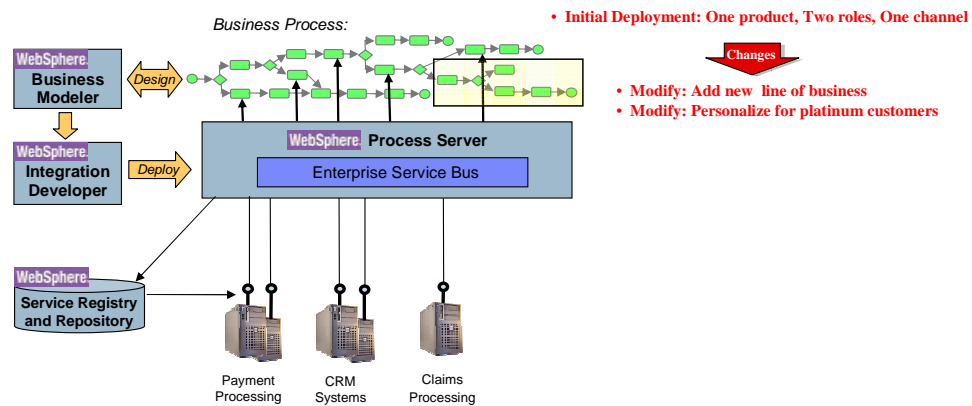 Business Process:
• Initial Deployment: One product, Two roles, One channel
Changes
• Modify: Add new line of business
• Modify: Personalize for platinum customers
WebSphere.
Business
Modeler
Design
WebSphere.
Integration
Developer
Deploy
WebSphere. Process Server
Enterprise Service Bus
WebSphere.
Service Registry
and Repository
Payment
Processing
CRM
Systems
Claims
Processing